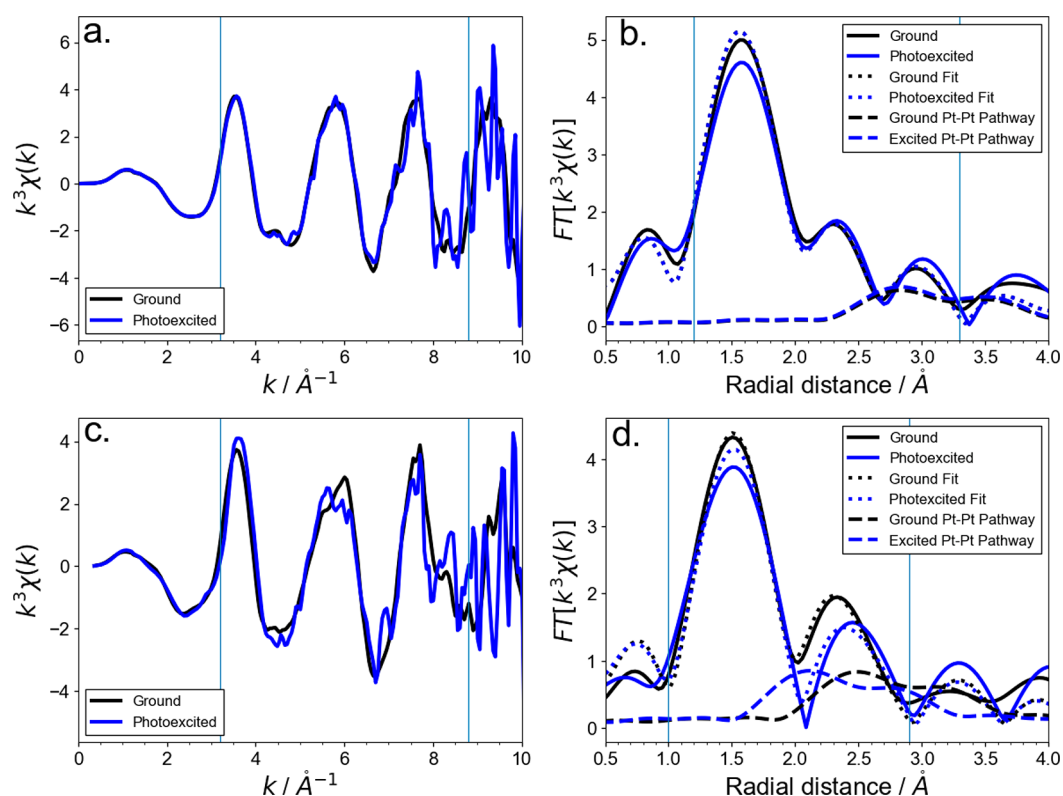 a.
6
4
2
0
−2
−4
−6
k³χ(k)
Ground
Photoexcited
0
2
4
6
8
10
k / Å⁻¹
b.
5
4
3
2
1
0
FT[k³χ(k)]
Ground
Photoexcited
Ground Fit
Photoexcited Fit
Ground Pt-Pt Pathway
Excited Pt-Pt Pathway
0.5
1.0
1.5
2.0
2.5
3.0
3.5
4.0
Radial distance / Å
c.
4
2
0
−2
−4
k³χ(k)
Ground
Photoexcited
0
2
4
6
8
10
k / Å⁻¹
d.
4
3
2
1
0
FT[k³χ(k)]
Ground
Photoexcited
Ground Fit
Photexcited Fit
Ground Pt-Pt Pathway
Excited Pt-Pt Pathway
0.5
1.0
1.5
2.0
2.5
3.0
3.5
4.0
Radial distance / Å